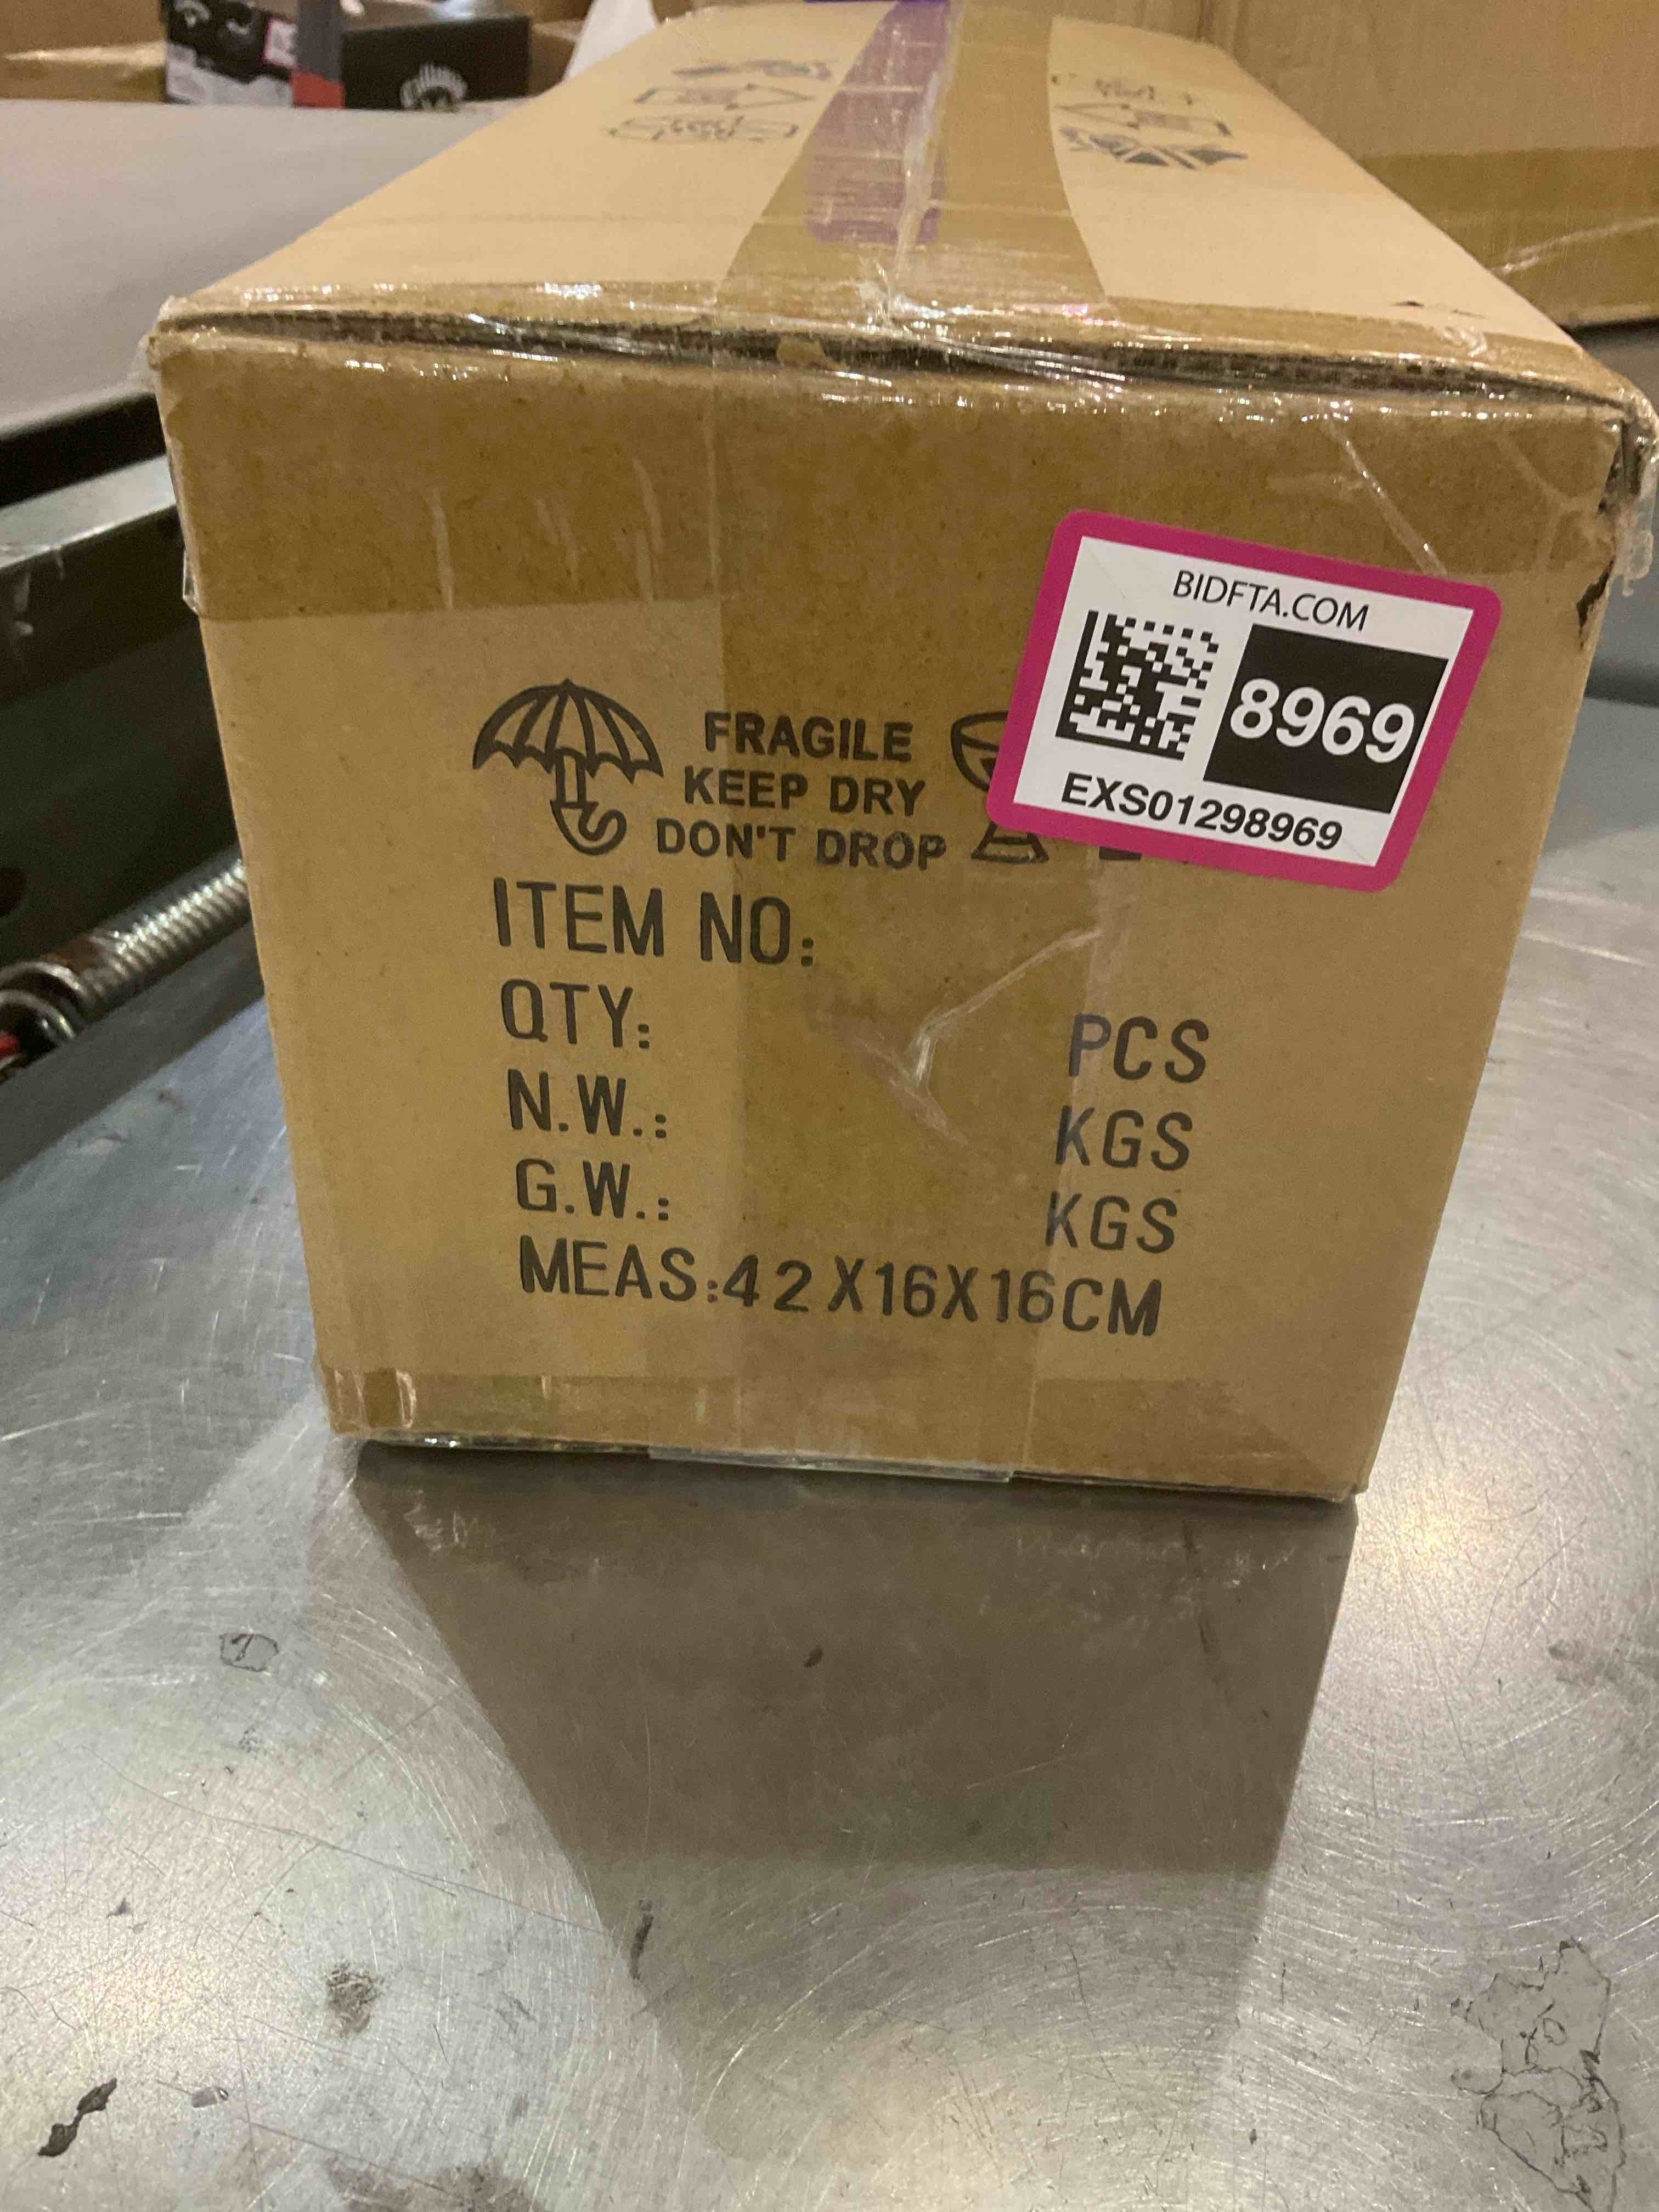 BIDFTA.COM
8969
EXS01298969
FRAGILE
KEEP DRY
DON'T DROP
ITEM NO:
QTY: PCS
N.W.: KGS
G.W.: KGS
MEAS:42X16X16CM